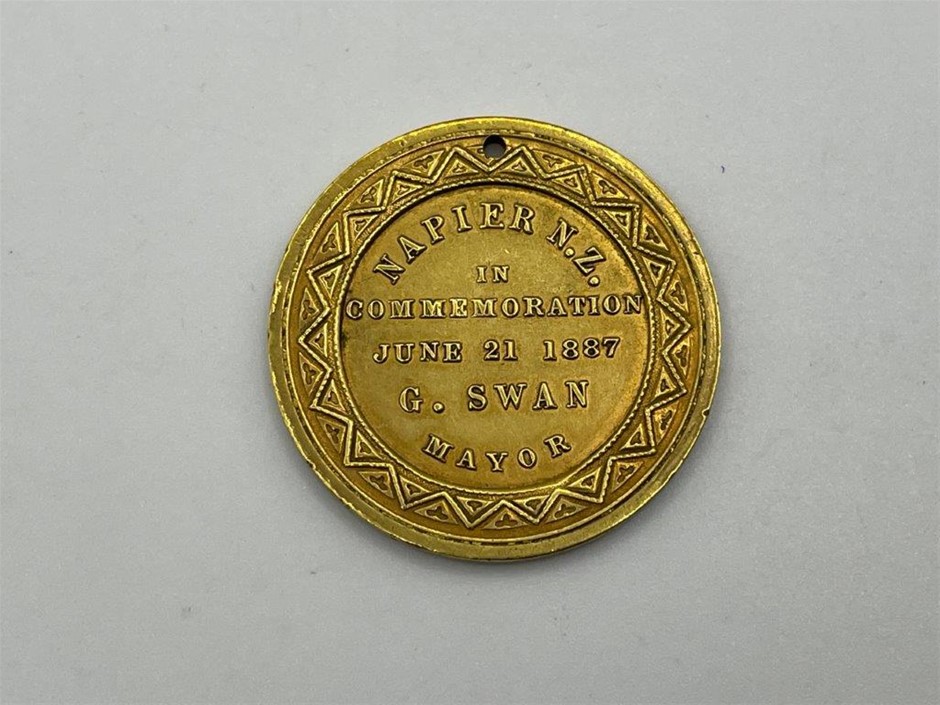 NAPIER N.Z.
IN
COMMEMORATION
JUNE 21 1887
G. SWAN
MAYOR